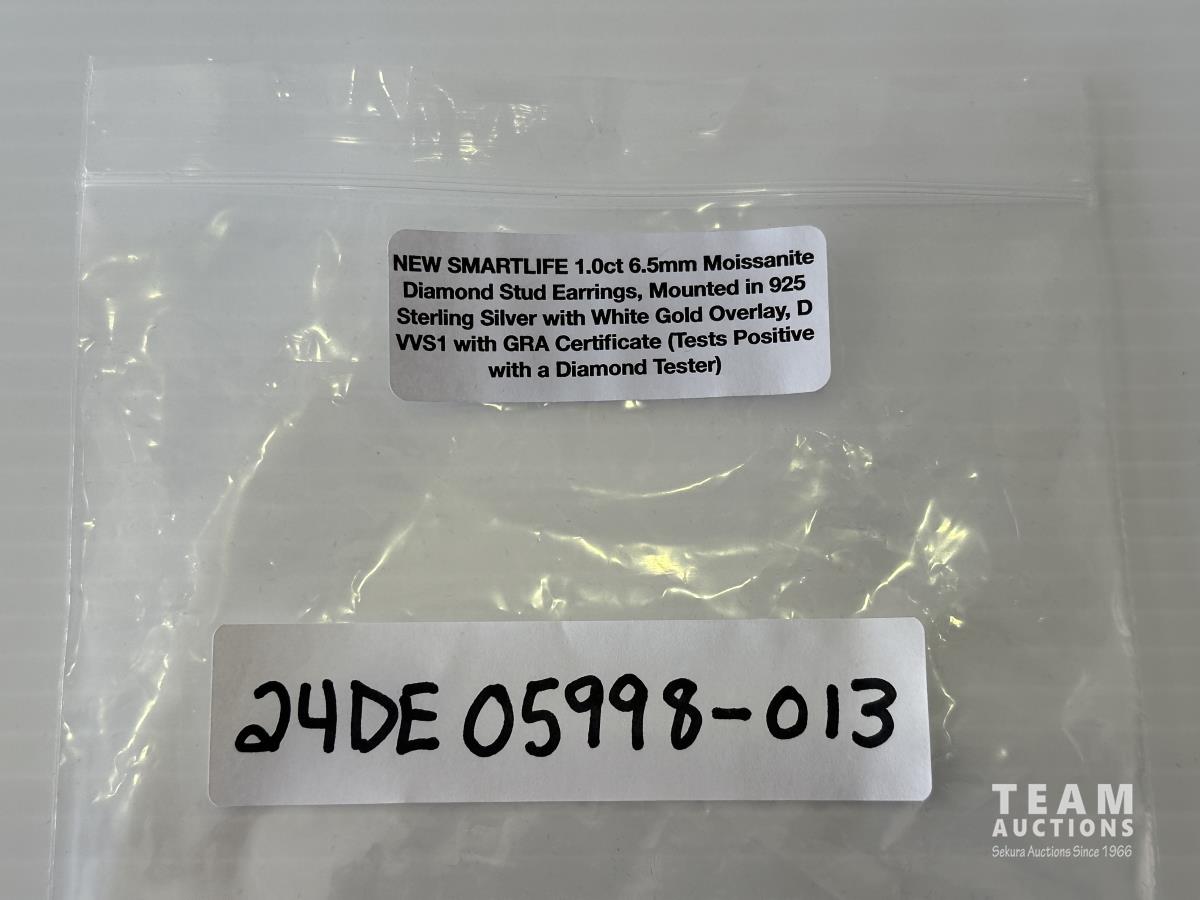 NEW SMARTLIFE 1.0ct 6.5mm Moissanite
Diamond Stud Earrings, Mounted in 925
Sterling Silver with White Gold Overlay, D
VVS1 with GRA Certificate (Tests Positive
with a Diamond Tester)
24DE 05998-013
TEAM
AUCTIONS
Sekura Auctions Since 1966